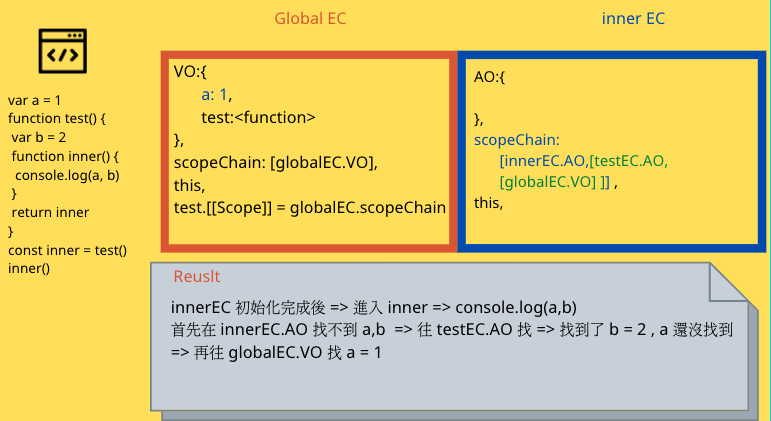 Global EC
inner EC
var a = 1
function test() {
var b = 2
function inner() {
console.log(a, b)
}
return inner
}
const inner = test()
inner()
VO:{
a: 1,
test:<function>
},
scopeChain: [globalEC.VO],
this,
test.[[Scope]] = globalEC.scopeChain
AO:{
},
scopeChain:
[innerEC.AO,[testEC.AO,
[globalEC.VO] ]] ,
this,
Reuslt
innerEC 初始化完成後 => 進入 inner => console.log(a,b)
首先在 innerEC.AO 找不到 a,b => 往 testEC.AO 找 => 找到了 b = 2 , a 還沒找到
=> 再往 globalEC.VO 找 a = 1